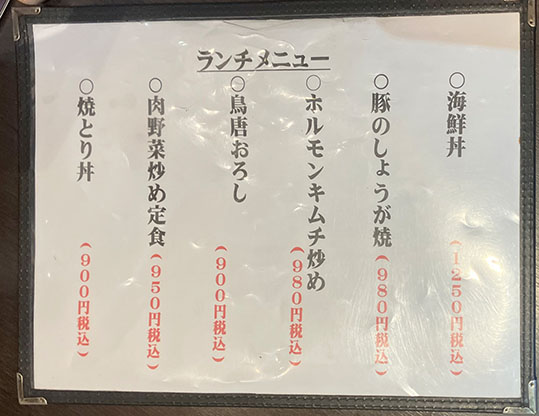 ランチメニュー
○海鮮丼(1250円税込)
○豚のしょうが焼(980円税込)
○ホルモンキムチ炒め(980円税込)
○鳥唐おろし(900円税込)
○肉野菜炒め定食(950円税込)
○焼とり丼(900円税込)